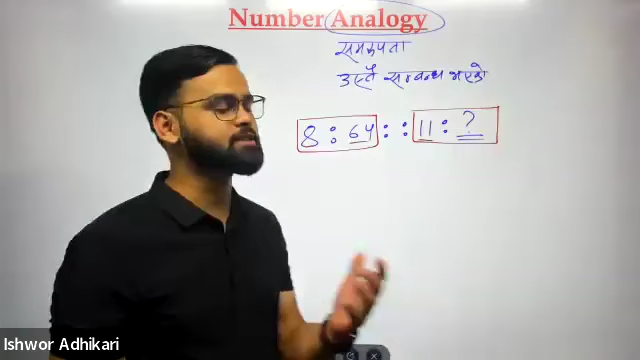 Number Analogy
समरूपता
उस्तै सम्बन्ध भएको
8 : 64 : : 11 : ?
Ishwor Adhikari